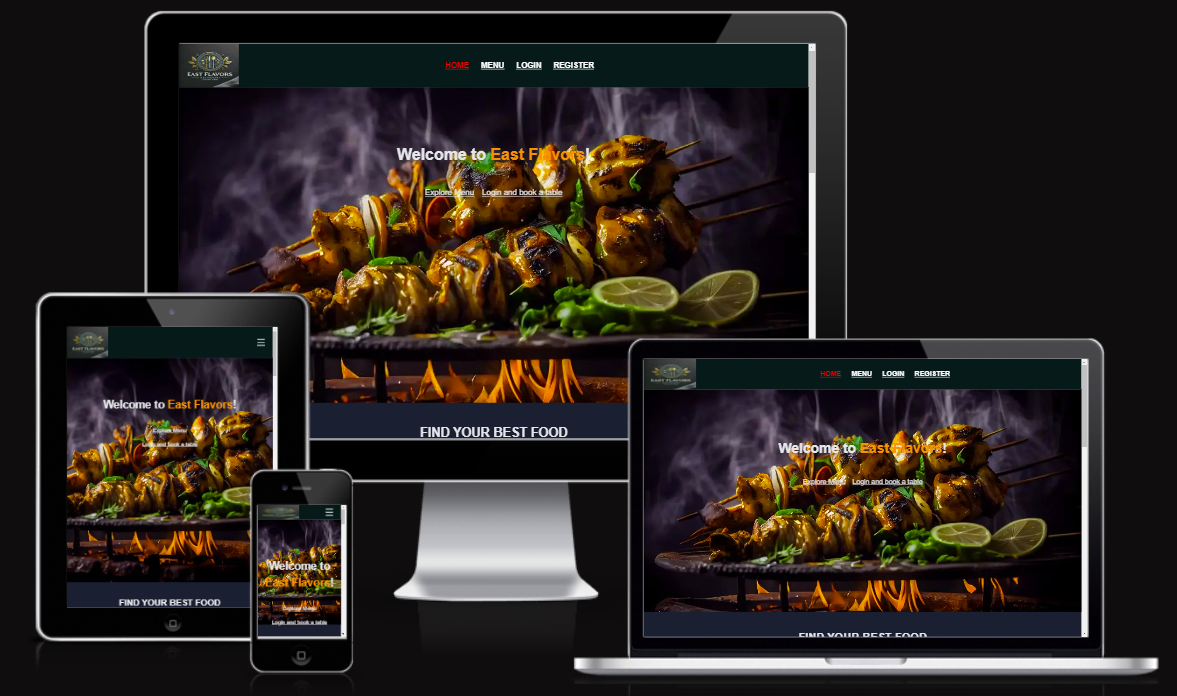 EAST FLAVORS
HOME MENU LOGIN REGISTER
Welcome to East Flavors!
Explore Menu Login and book a table
FIND YOUR BEST FOOD
EAST FLAVORS
☰
Welcome to East Flavors!
Explore Menu
Login and book a table
FIND YOUR BEST FOOD
☰
Welcome to
East Flavors!
Explore Menu
Login and book a table
EAST FLAVORS
HOME MENU LOGIN REGISTER
Welcome to East Flavors!
Explore Menu Login and book a table
FIND YOUR BEST FOOD